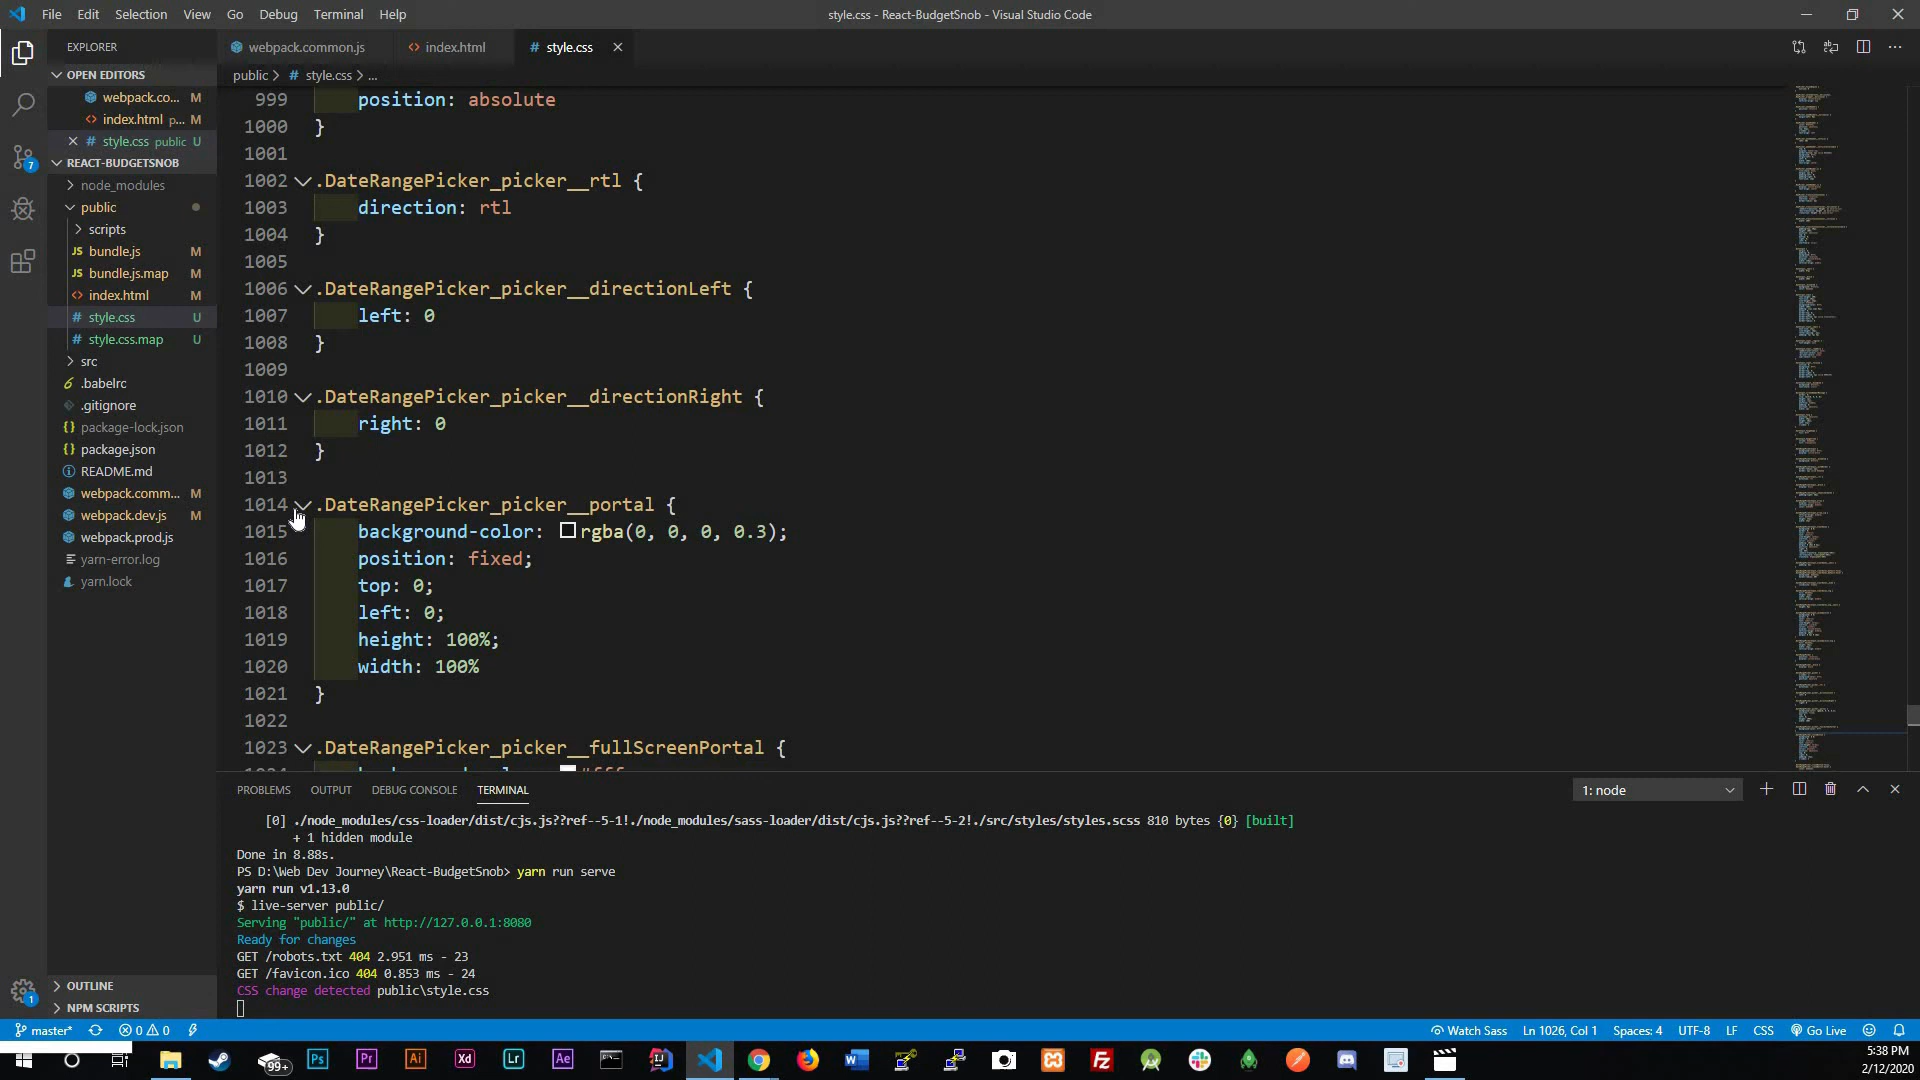 File Edit Selection View Go Debug Terminal Help
style.css - React-BudgetSnob - Visual Studio Code
EXPLORER
OPEN EDITORS
webpack.co... M
index.html p... M
style.css public U
REACT-BUDGETSNOB
node_modules
public
scripts
JS bundle.js M
JS bundle.js.map M
index.html M
# style.css U
# style.css.map U
src
.babelrc
.gitignore
package-lock.json
package.json
README.md
webpack.comm... M
webpack.dev.js M
webpack.prod.js
yarn-error.log
yarn.lock
OUTLINE
NPM SCRIPTS
7
1
webpack.common.js
index.html
# style.css
public > # style.css > ...
999 position: absolute
1000 }
1001
1002 .DateRangePicker_picker__rtl {
1003 direction: rtl
1004 }
1005
1006 .DateRangePicker_picker__directionLeft {
1007 left: 0
1008 }
1009
1010 .DateRangePicker_picker__directionRight {
1011 right: 0
1012 }
1013
1014 .DateRangePicker_picker__portal {
1015 background-color: rgba(0, 0, 0, 0.3);
1016 position: fixed;
1017 top: 0;
1018 left: 0;
1019 height: 100%;
1020 width: 100%
1021 }
1022
1023 .DateRangePicker_picker__fullScreenPortal {
PROBLEMS OUTPUT DEBUG CONSOLE TERMINAL
1: node
[0] ./node_modules/css-loader/dist/cjs.js??ref--5-1!./node_modules/sass-loader/dist/cjs.js??ref--5-2!./src/styles/styles.scss 810 bytes {0} [built]
+ 1 hidden module
Done in 8.88s.
PS D:\Web Dev Journey\React-BudgetSnob> yarn run serve
yarn run v1.13.0
$ live-server public/
Serving "public/" at http://127.0.0.1:8080
Ready for changes
GET /robots.txt 404 2.951 ms - 23
GET /favicon.ico 404 0.853 ms - 24
CSS change detected public\style.css
master* 0 0
Watch Sass Ln 1026, Col 1 Spaces: 4 UTF-8 LF CSS Go Live
99+ Ps Pr Ai Xd Lr Ae
5:38 PM
2/12/2020